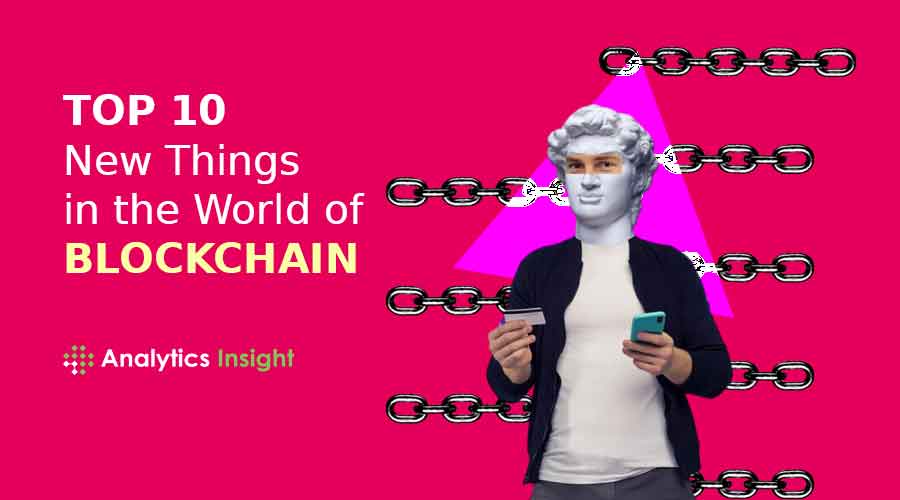 TOP 10
New Things
in the World of
BLOCKCHAIN
Analytics Insight